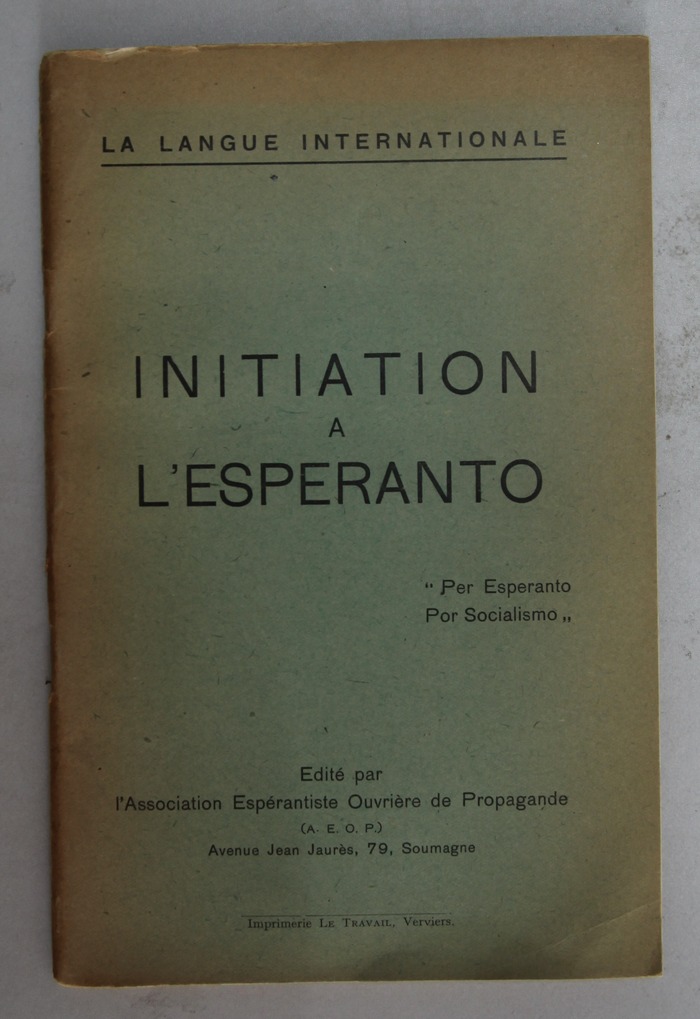 LA LANGUE INTERNATIONALE
INITIATION
A
L'ESPERANTO
“ Per Esperanto
Por Socialismo „
Edité par
l'Association Espérantiste Ouvrière de Propagande
(A. E. O. P.)
Avenue Jean Jaurès, 79, Soumagne
Imprimerie LE TRAVAIL, Verviers.